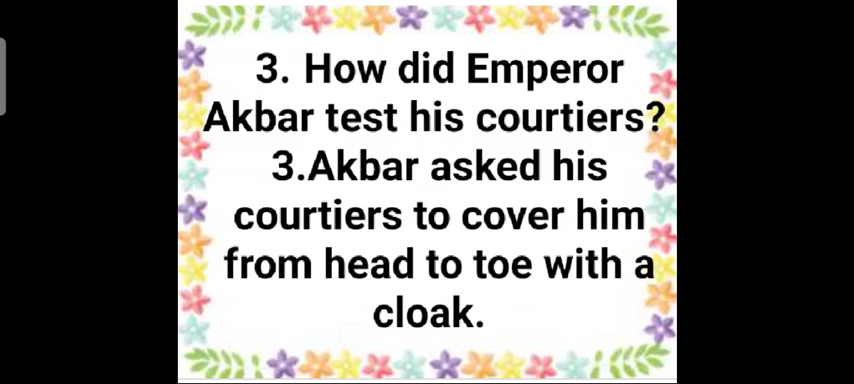 3. How did Emperor
Akbar test his courtiers?
3.Akbar asked his
courtiers to cover him
from head to toe with a
cloak.